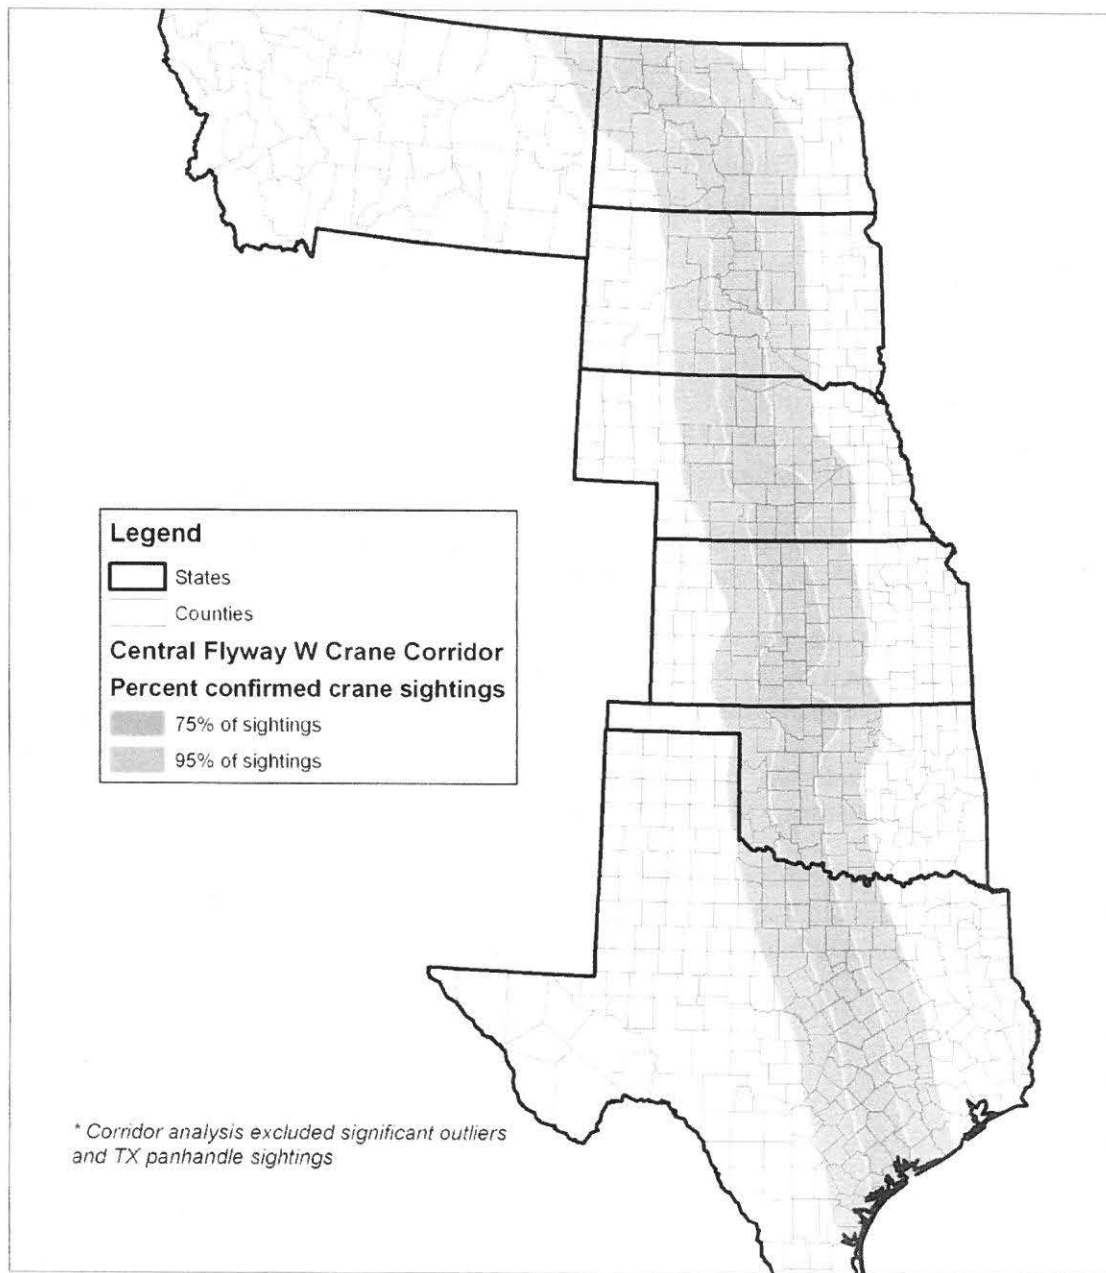 Legend
States
Counties
Central Flyway W Crane Corridor
Percent confirmed crane sightings
75% of sightings
95% of sightings
* Corridor analysis excluded significant outliers
and TX panhandle sightings